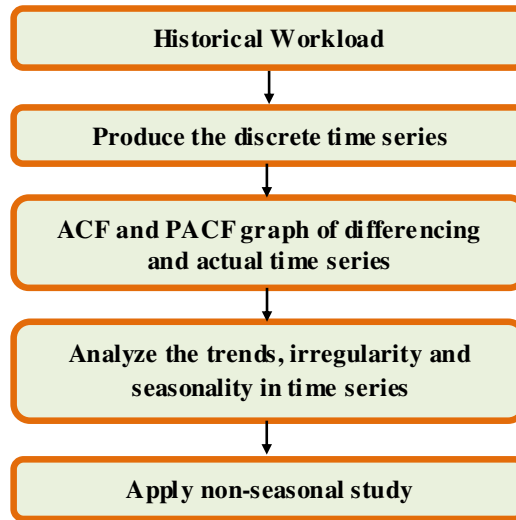 Historical Workload
Produce the discrete time series
ACF and PACF graph of differencing
and actual time series
Analyze the trends, irregularity and
seasonality in time series
Apply non-seasonal study